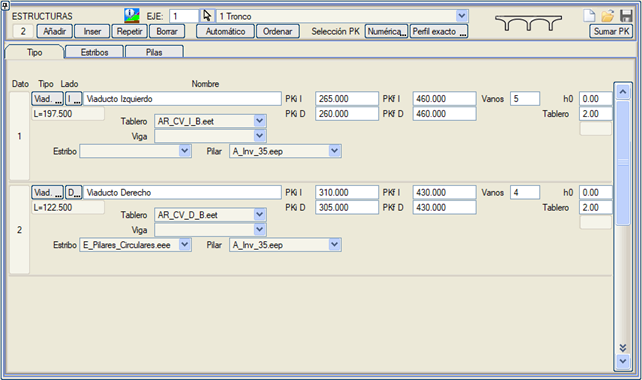 ESTRUCTURAS EJE: 1 1 Tronco
2 Añadir Inser Repetir Borrar Automático Ordenar Selección PK Numérica... Perfil exacto ... Sumar PK
Tipo Estribos Pilas
Dato Tipo Lado Nombre
Viad. ... I ... Viaducto Izquierdo PKi I 265.000 PKf I 460.000 Vanos 5 h0 0.00
L=197.500 PKi D 260.000 PKf D 460.000 Tablero 2.00
Tablero AR_CV_I_B.eet
1 Viga
Estribo Pilar A_Inv_35.eep
Viad. ... D... Viaducto Derecho PKi I 310.000 PKf I 430.000 Vanos 4 h0 0.00
L=122.500 PKi D 305.000 PKf D 430.000 Tablero 2.00
Tablero AR_CV_D_B.eet
2 Viga
Estribo E_Pilares_Circulares.eee Pilar A_Inv_35.eep